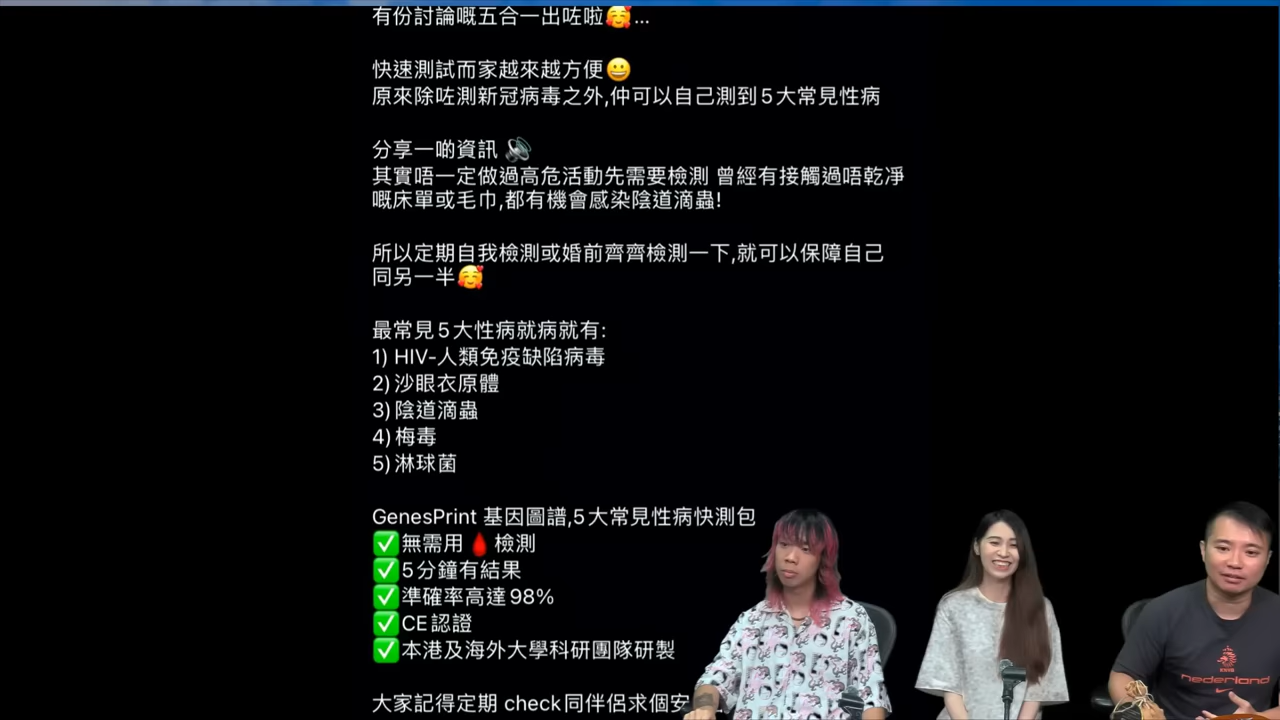 有份討論嘅五合一出咗啦🥰...
快速測試而家越來越方便😀
原來除咗測新冠病毒之外,仲可以自己測到5大常見性病
分享一啲資訊 🔊
其實唔一定做過高危活動先需要檢測 曾經有接觸過唔乾凈
嘅床單或毛巾,都有機會感染陰道滴蟲!
所以定期自我檢測或婚前齊齊檢測一下,就可以保障自己
同另一半🥰
最常見5大性病就病就有:
1) HIV-人類免疫缺陷病毒
2) 沙眼衣原體
3) 陰道滴蟲
4) 梅毒
5) 淋球菌
GenesPrint 基因圖譜,5大常見性病快測包
✅無需用🩸檢測
✅5分鐘有結果
✅準確率高達98%
✅CE認證
✅本港及海外大學科研團隊研製
大家記得定期 check同伴侶求個安
KNVB
nederland